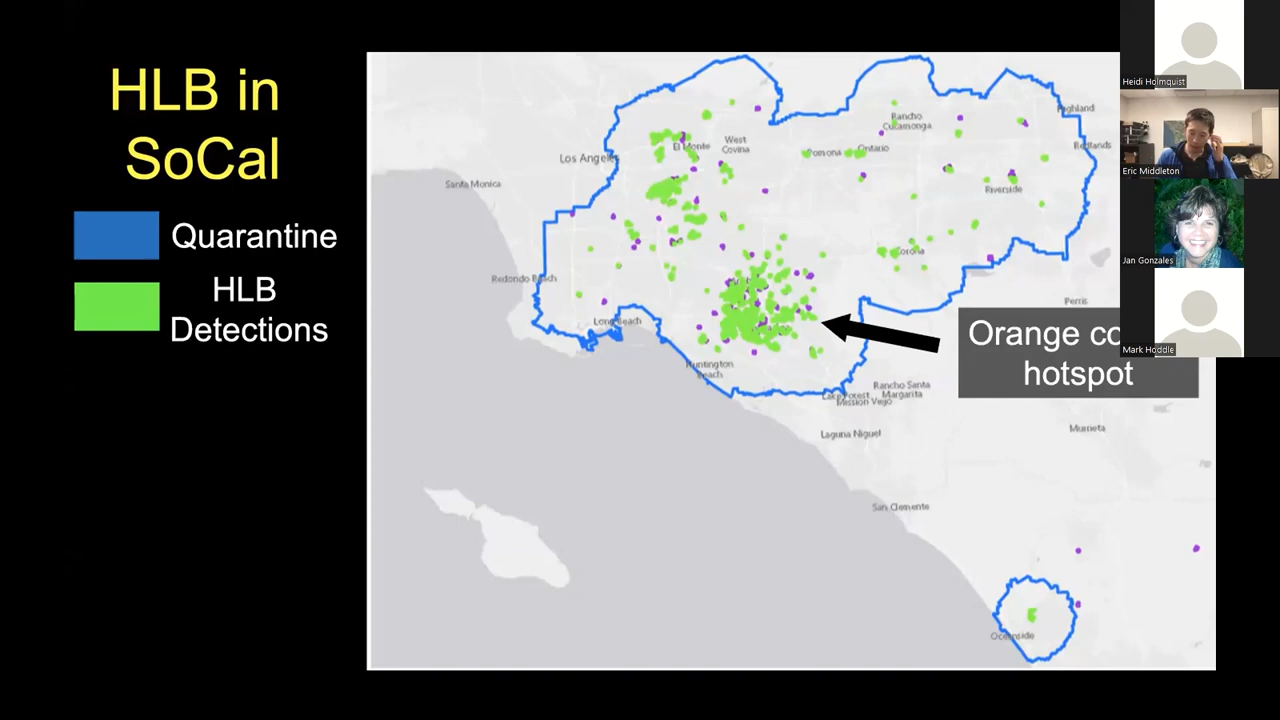 HLB in
SoCal
Quarantine
HLB
Detections
Highland
Rancho
Cucamonga
West
Covina
El Monte
Pomona
Ontario
Redlands
Los Angeles
Santa Monica
Riverside
Corona
Redondo Beach
Perris
Long Beach
Orange co
hotspot
Huntington
Beach
Rancho Santa
Margarita
Lake Forest
Mission Viejo
Laguna Niguel
Murrieta
San Clemente
Oceanside
Heidi Holmquist
Eric Middleton
Jan Gonzales
Mark Hoddle